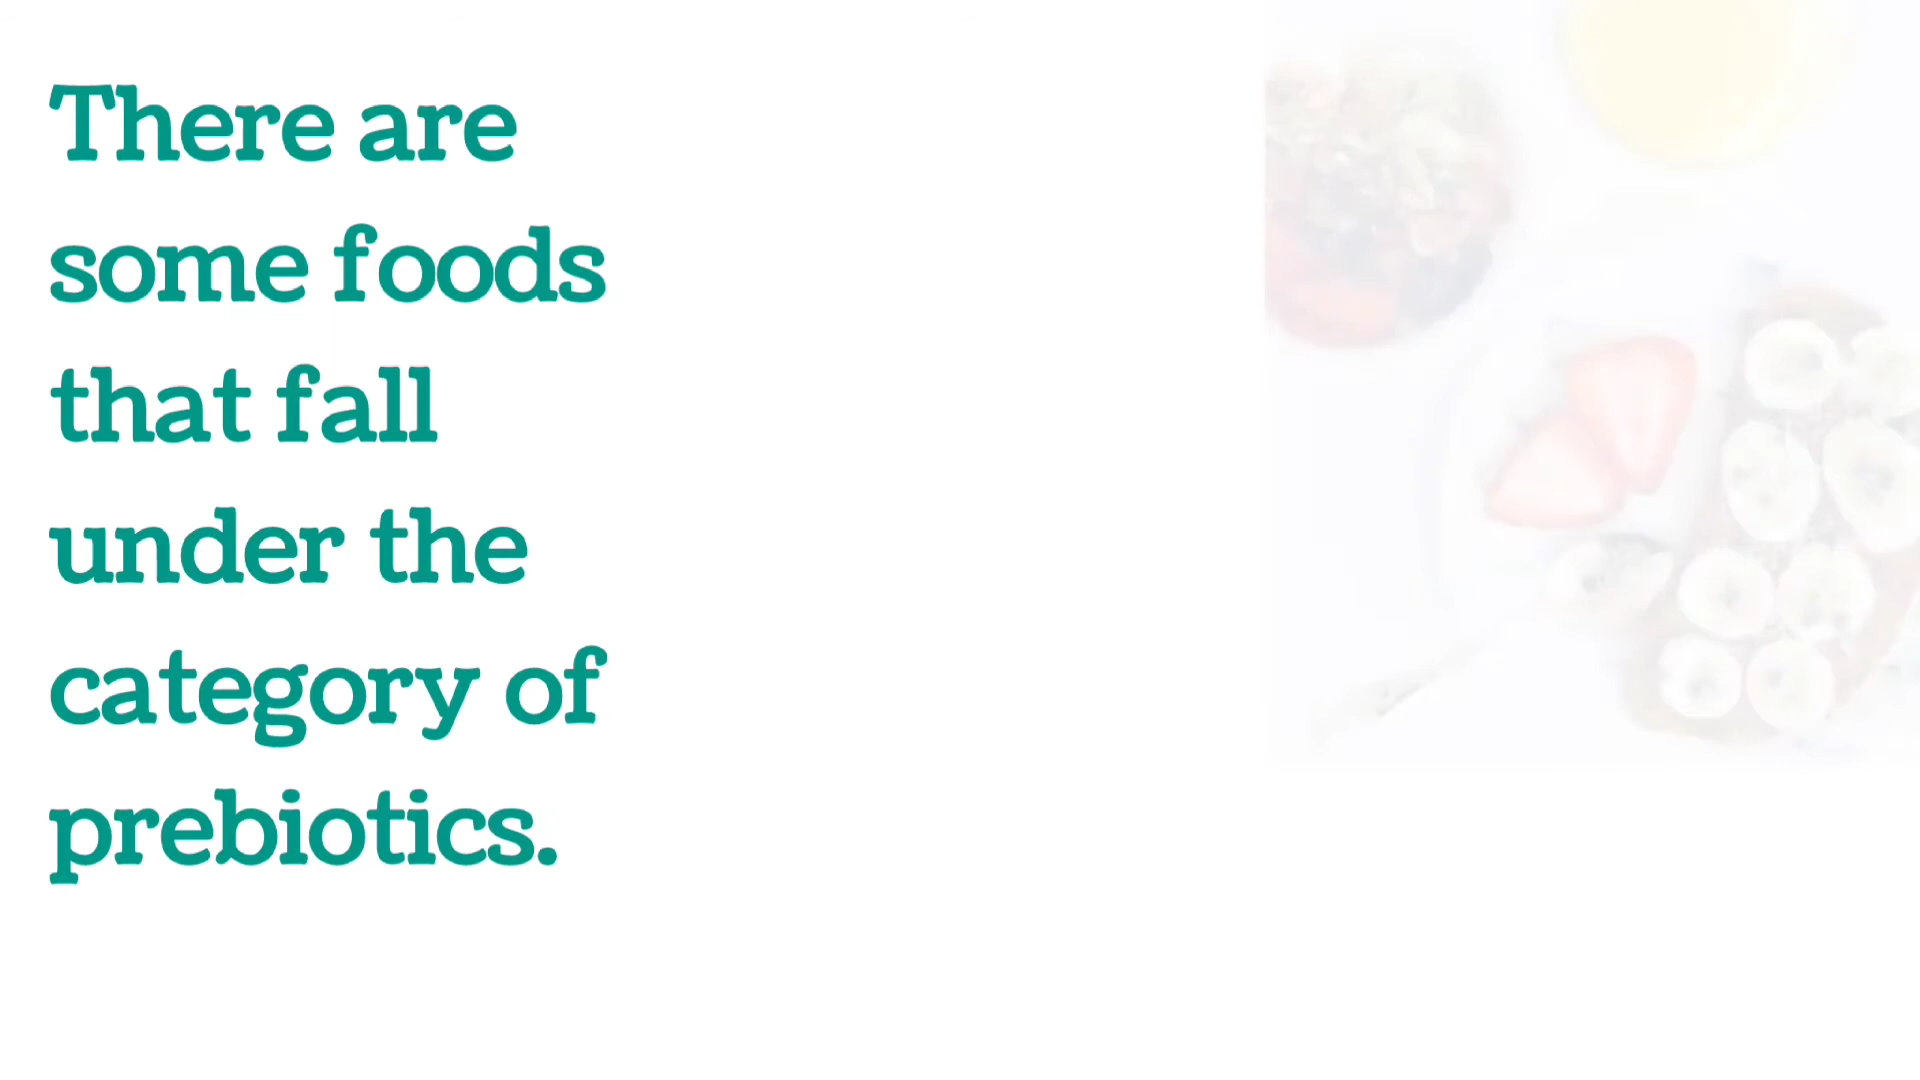 There are
some foods
that fall
under the
category of
prebiotics.